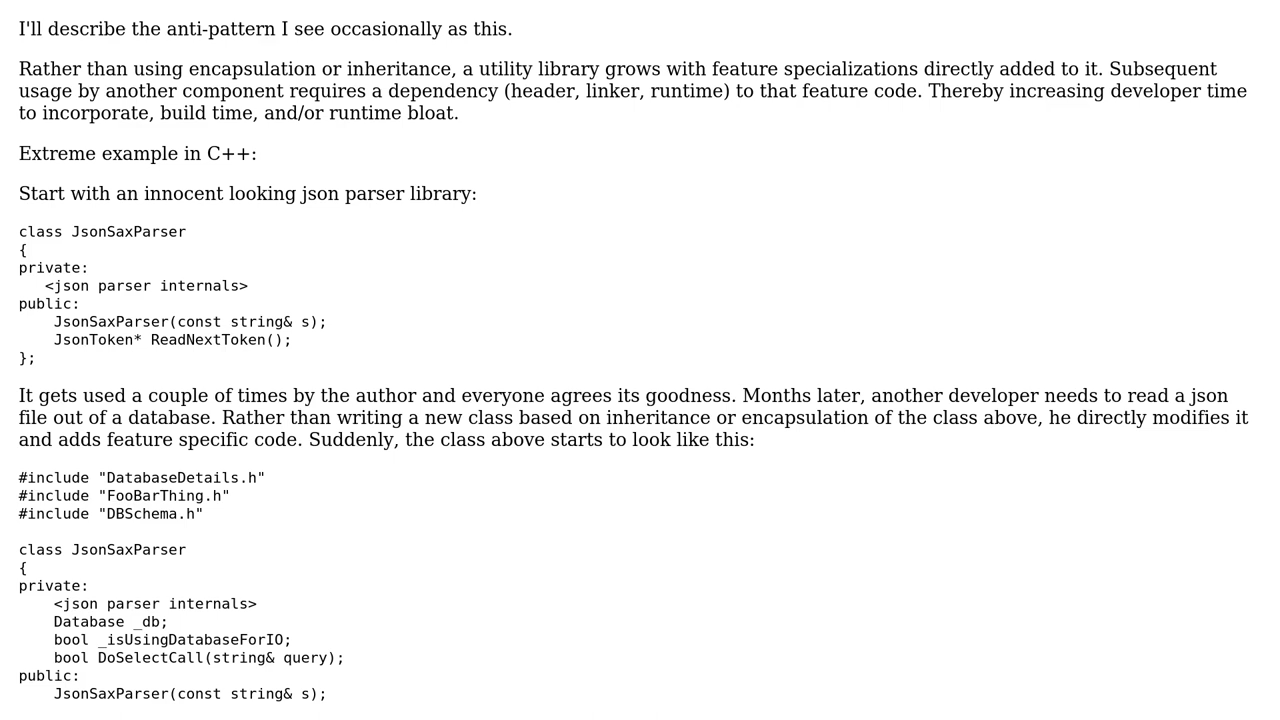 I'll describe the anti-pattern I see occasionally as this.
Rather than using encapsulation or inheritance, a utility library grows with feature specializations directly added to it. Subsequent
usage by another component requires a dependency (header, linker, runtime) to that feature code. Thereby increasing developer time
to incorporate, build time, and/or runtime bloat.
Extreme example in C++:
Start with an innocent looking json parser library:
class JsonSaxParser
{
private:
   <json parser internals>
public:
    JsonSaxParser(const string& s);
    JsonToken* ReadNextToken();
};
It gets used a couple of times by the author and everyone agrees its goodness. Months later, another developer needs to read a json
file out of a database. Rather than writing a new class based on inheritance or encapsulation of the class above, he directly modifies it
and adds feature specific code. Suddenly, the class above starts to look like this:
#include "DatabaseDetails.h"
#include "FooBarThing.h"
#include "DBSchema.h"
class JsonSaxParser
{
private:
    <json parser internals>
    Database _db;
    bool _isUsingDatabaseForIO;
    bool DoSelectCall(string& query);
public:
    JsonSaxParser(const string& s);